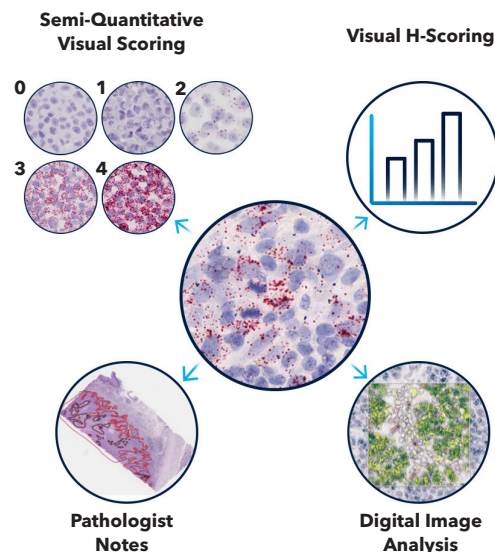 Semi-Quantitative
Visual Scoring
Visual H-Scoring
0
1
2
3
4
Pathologist
Notes
Digital Image
Analysis